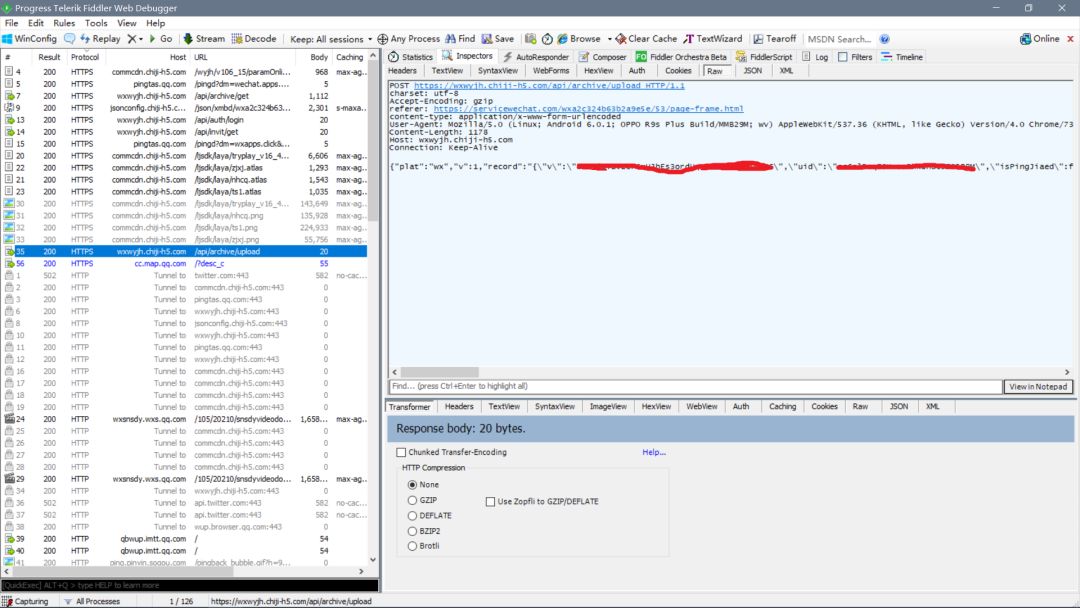 Progress Telerik Fiddler Web Debugger
File Edit Rules Tools View Help
WinConfig Replay Go Stream Decode Keep: All sessions Any Process Find Save Browse Clear Cache TextWizard Tearoff MSDN Search... Online
# Result Protocol Host URL Body Caching
4 200 HTTPS commcdn.chiji-h5.com /wyjh/v106_15/paramOnli... 968 max-ag..
5 200 HTTPS pingtas.qq.com /pingd?dm=wechat.apps.... 5
7 200 HTTPS wxwyjh.chiji-h5.com /api/archive/get 1,112
9 200 HTTPS jsonconfig.chiji-h5.c... /json/xmbd/wxa2c324b63... 2,301 s-maxa...
13 200 HTTPS wxwyjh.chiji-h5.com /api/auth/login 20
14 200 HTTPS wxwyjh.chiji-h5.com /api/invit/get 20
15 200 HTTPS pingtas.qq.com /pingd?dm=wxapps.click&... 5
20 200 HTTPS commcdn.chiji-h5.com /ljsdk/laya/tryplay_v16_... 6,606 max-ag..
21 200 HTTPS commcdn.chiji-h5.com /ljsdk/laya/zjxj.atlas 1,293 max-ag..
22 200 HTTPS commcdn.chiji-h5.com /ljsdk/laya/nhcq.atlas 1,543 max-ag..
23 200 HTTPS commcdn.chiji-h5.com /ljsdk/laya/ts1.atlas 1,035 max-ag..
30 200 HTTPS commcdn.chiji-h5.com /ljsdk/laya/tryplay_v16_4... 143,649 max-ag..
31 200 HTTPS commcdn.chiji-h5.com /ljsdk/laya/nhcq.png 135,928 max-ag..
32 200 HTTPS commcdn.chiji-h5.com /ljsdk/laya/ts1.png 224,933 max-ag..
33 200 HTTPS commcdn.chiji-h5.com /ljsdk/laya/zjxj.png 55,756 max-ag..
35 200 HTTPS wxwyjh.chiji-h5.com /api/archive/upload 20
56 200 HTTPS cc.map.qq.com /?desc_c 55
1 502 HTTP Tunnel to twitter.com:443 582 no-cac...
2 200 HTTP Tunnel to commcdn.chiji-h5.com:443 0
3 200 HTTP Tunnel to pingtas.qq.com:443 0
6 200 HTTP Tunnel to wxwyjh.chiji-h5.com:443 0
8 200 HTTP Tunnel to jsonconfig.chiji-h5.com:443 0
10 200 HTTP Tunnel to wxwyjh.chiji-h5.com:443 0
11 200 HTTP Tunnel to wxwyjh.chiji-h5.com:443 0
12 200 HTTP Tunnel to pingtas.qq.com:443 0
16 200 HTTP Tunnel to commcdn.chiji-h5.com:443 0
17 200 HTTP Tunnel to commcdn.chiji-h5.com:443 0
18 200 HTTP Tunnel to commcdn.chiji-h5.com:443 0
19 200 HTTP Tunnel to commcdn.chiji-h5.com:443 0
24 200 HTTP wxsnsdy.wxs.qq.com /105/20210/snsdyvideodo... 1,658... max-ag..
25 200 HTTP Tunnel to commcdn.chiji-h5.com:443 0
26 200 HTTP Tunnel to commcdn.chiji-h5.com:443 0
27 200 HTTP Tunnel to commcdn.chiji-h5.com:443 0
28 200 HTTP Tunnel to commcdn.chiji-h5.com:443 0
29 200 HTTP wxsnsdy.wxs.qq.com /105/20210/snsdyvideodo... 1,658... max-ag..
34 200 HTTP Tunnel to wxwyjh.chiji-h5.com:443 0
36 502 HTTP Tunnel to api.twitter.com:443 582 no-cac...
37 502 HTTP Tunnel to api.twitter.com:443 582 no-cac...
38 200 HTTP Tunnel to wup.browser.qq.com:443 0
39 200 HTTP qbwup.imtt.qq.com / 54
40 200 HTTP qbwup.imtt.qq.com / 54
41 200 HTTP ping.pinyin.sogou.com /pingback_bubble.gif?h=9... 0
[QuickExec] ALT+Q > type HELP to learn more
Capturing All Processes 1 / 126 https://wxwyjh.chiji-h5.com/api/archive/upload
Statistics Inspectors AutoResponder Composer FO Fiddler Orchestra Beta FiddlerScript Log Filters Timeline
Headers TextView SyntaxView WebForms HexView Auth Cookies Raw JSON XML
POST https://wxwyjh.chiji-h5.com/api/archive/upload HTTP/1.1
charset: utf-8
Accept-Encoding: gzip
referer: https://servicewechat.com/wxa2c324b63b2a9e5e/53/page-frame.html
content-type: application/x-www-form-urlencoded
User-Agent: Mozilla/5.0 (Linux; Android 6.0.1; OPPO R9s Plus Build/MMB29M; wv) AppleWebKit/537.36 (KHTML, like Gecko) Version/4.0 Chrome/73
Content-Length: 1178
Host: wxwyjh.chiji-h5.com
Connection: Keep-Alive
{"plat":"wx","v":1,"record":"{\"v\":\" \",\"uid\":\" \",\"isPingJiaed\":f
Find... (press Ctrl+Enter to highlight all) View in Notepad
Transformer Headers TextView SyntaxView ImageView HexView WebView Auth Caching Cookies Raw JSON XML
Response body: 20 bytes.
Chunked Transfer-Encoding Help...
HTTP Compression
None
GZIP Use Zopfli to GZIP/DEFLATE
DEFLATE
BZIP2
Brotli